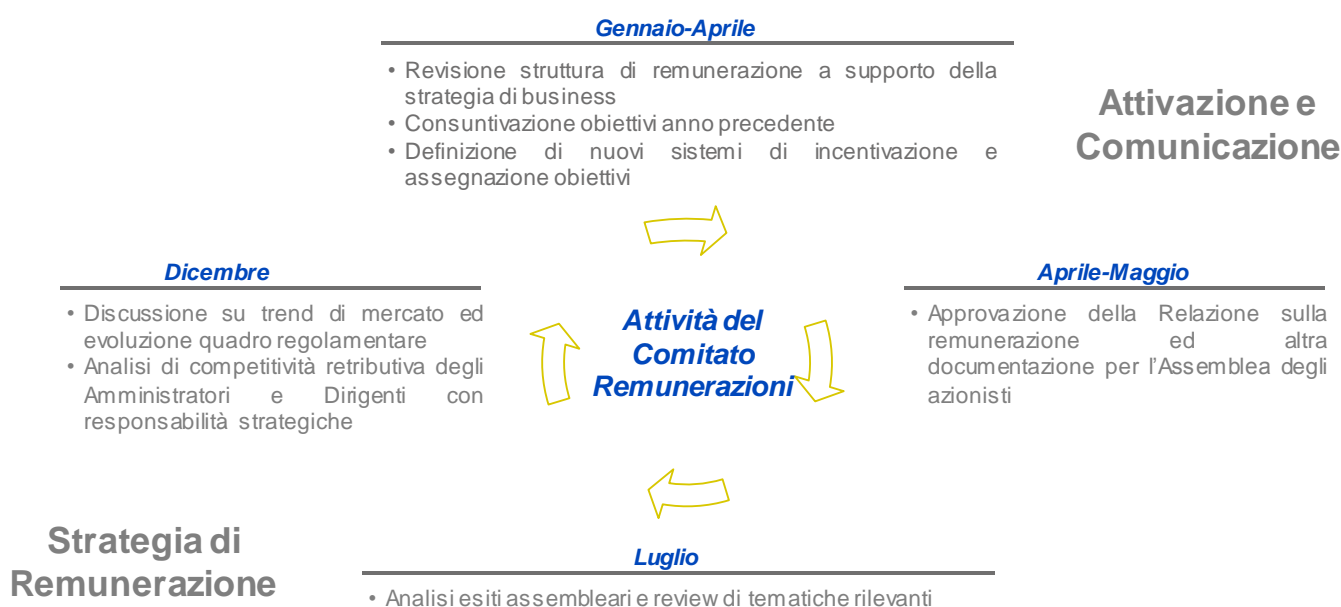 Gennaio-Aprile
• Revisione struttura di remunerazione a supporto della
strategia di business
• Consuntivazione obiettivi anno precedente
• Definizione di nuovi sistemi di incentivazione e
assegnazione obiettivi
Attivazione e
Comunicazione
Dicembre
• Discussione su trend di mercato ed
evoluzione quadro regolamentare
• Analisi di competitività retributiva degli
Amministratori e Dirigenti con
responsabilità strategiche
Attività del
Comitato
Remunerazioni
Aprile-Maggio
• Approvazione della Relazione sulla
remunerazione ed altra
documentazione per l'Assemblea degli
azionisti
Strategia di
Remunerazione
Luglio
• Analisi esiti assembleari e review di tematiche rilevanti